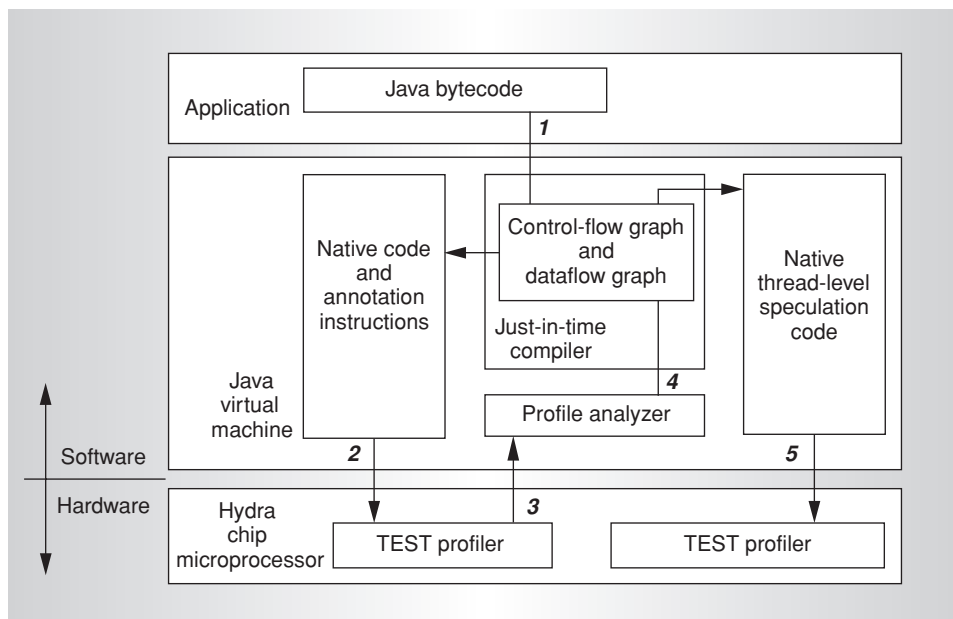 Application
Java bytecode
1
Native code
and
annotation
instructions
Control-flow graph
and
dataflow graph
Just-in-time
compiler
Native
thread-level
speculation
code
4
Profile analyzer
Java
virtual
machine
2
5
Software
Hardware
3
Hydra
chip
microprocessor
TEST profiler
TEST profiler